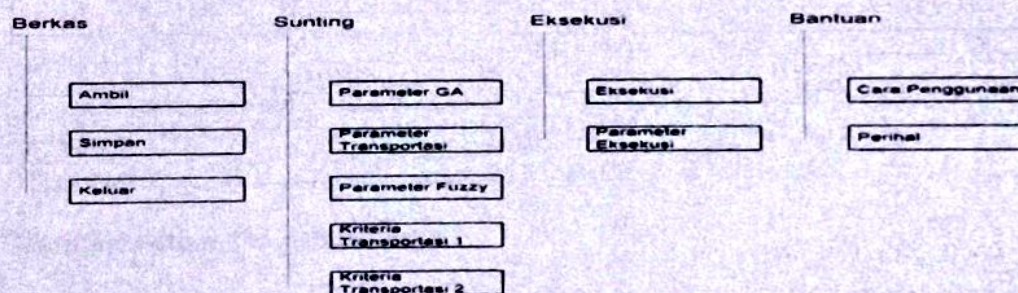 Berkas
Ambil
Simpan
Keluar
Sunting
Parameter GA
Parameter
Transportasi
Parameter Fuzzy
Kriteria
Transportasi 1
Kriteria
Transportasi 2
Eksekusi
Eksekusi
Parameter
Eksekusi
Bantuan
Cara Penggunaan
Perihal